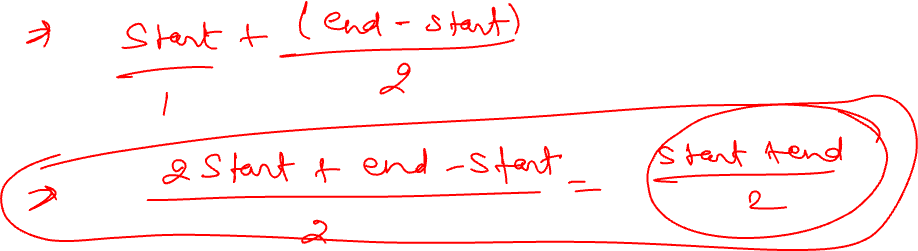 ⇒ Start/1 + (end - start)/2
⇒ 2 Start + end - Start/2 = Start + end/2